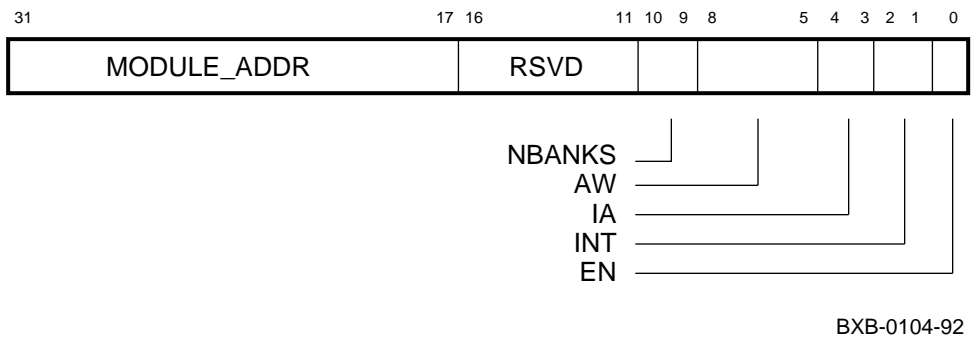 31 17 16 11 10 9 8 5 4 3 2 1 0
MODULE_ADDR RSVD
NBANKS
AW
IA
INT
EN
BXB-0104-92